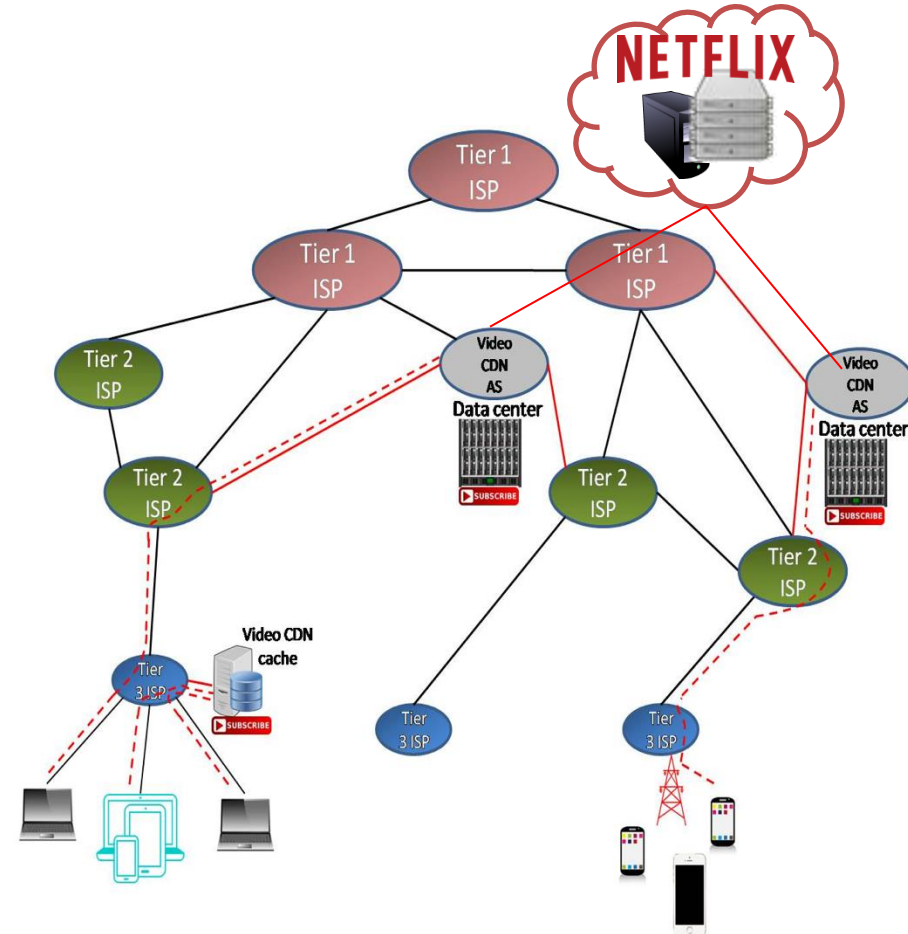 NETFLIX
Tier 1
ISP
Tier 1
ISP
Tier 1
ISP
Tier 2
ISP
Video
CDN
AS
Data center
SUBSCRIBE
Video
CDN
AS
Data center
SUBSCRIBE
Tier 2
ISP
Tier 2
ISP
Tier 2
ISP
Video CDN
cache
SUBSCRIBE
Tier
3 ISP
Tier
3 ISP
Tier
3 ISP